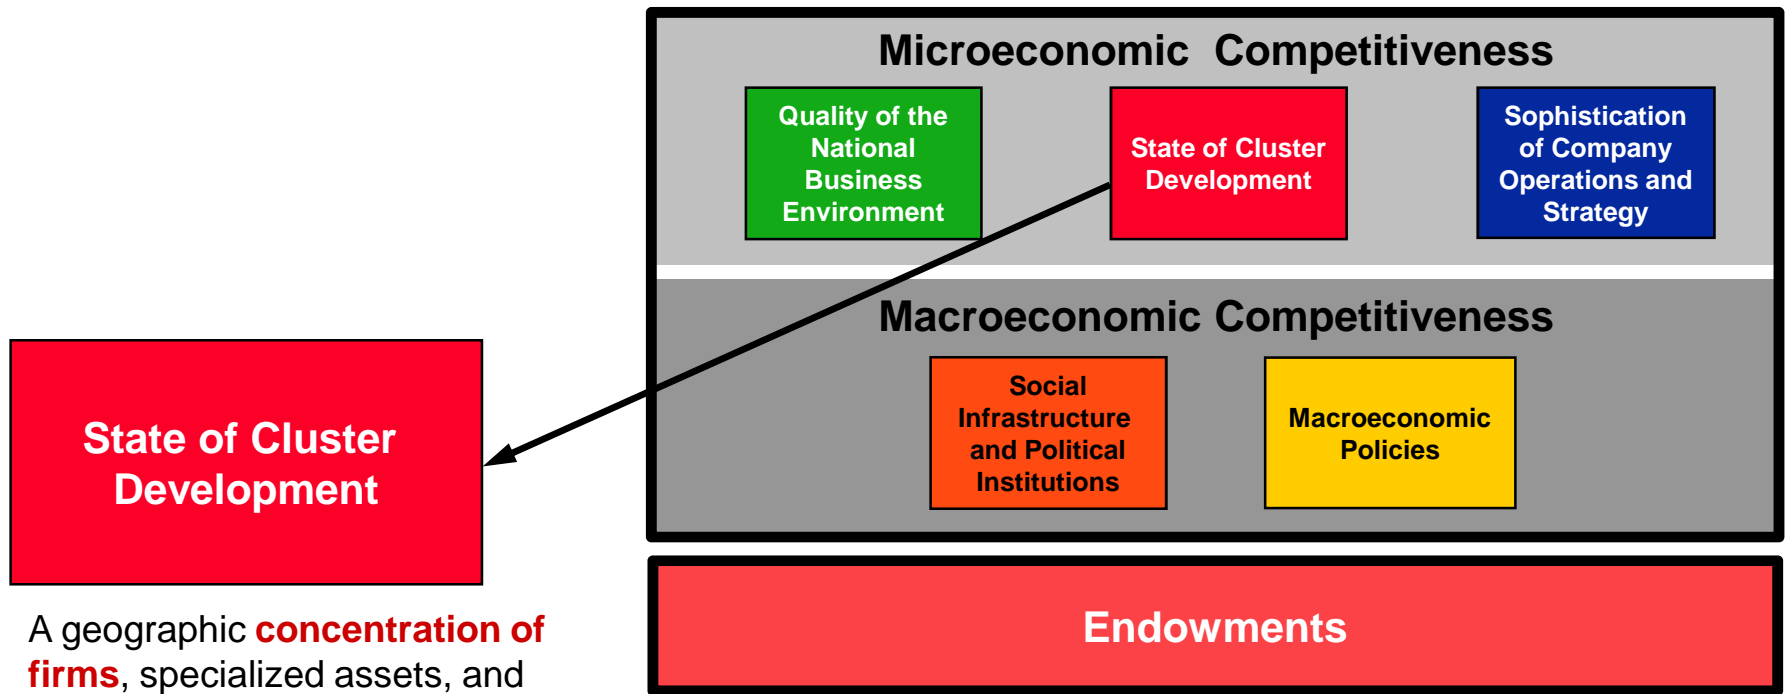 Microeconomic Competitiveness
Quality of the
National
Business
Environment
State of Cluster
Development
Sophistication
of Company
Operations and
Strategy
Macroeconomic Competitiveness
Social
Infrastructure
and Political
Institutions
Macroeconomic
Policies
Endowments
State of Cluster
Development
A geographic concentration of
firms, specialized assets, and